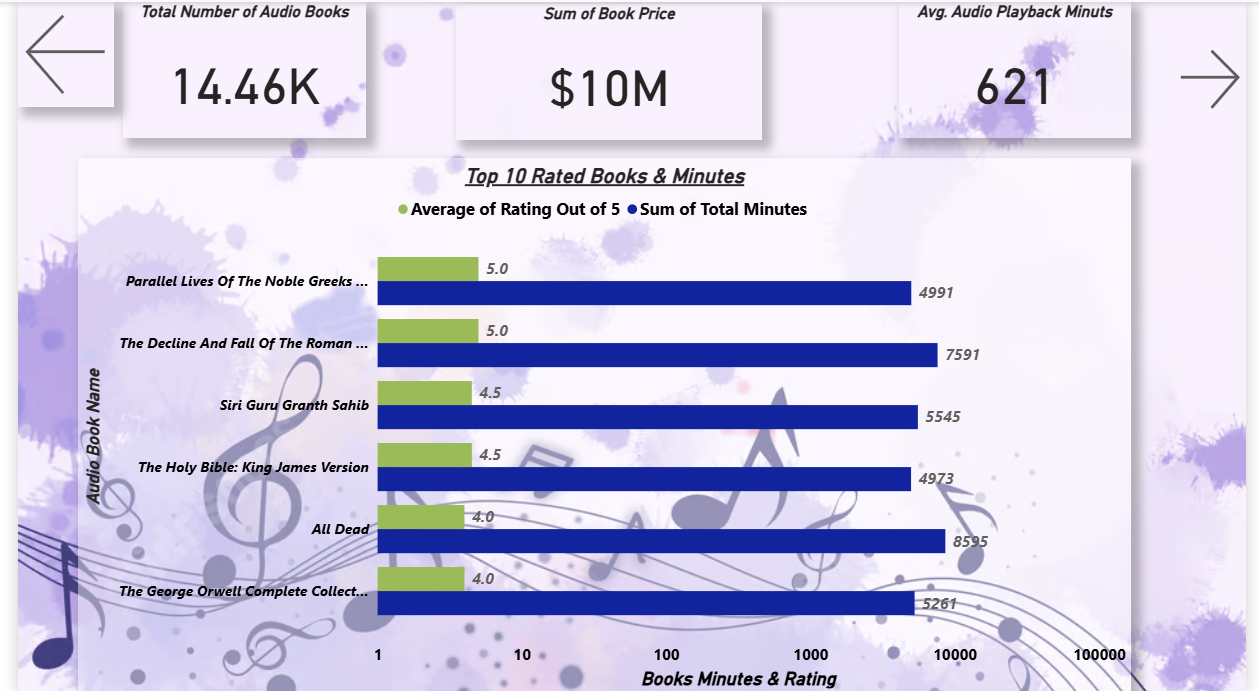 Total Number of Audio Books
14.46K
Sum of Book Price
$10M
Avg. Audio Playback Minuts
621
Top 10 Rated Books & Minutes
Average of Rating Out of 5 Sum of Total Minutes
Audio Book Name
Parallel Lives Of The Noble Greeks ...
5.0
4991
The Decline And Fall Of The Roman ...
5.0
7591
Siri Guru Granth Sahib
4.5
5545
The Holy Bible: King James Version
4.5
4973
All Dead
4.0
8595
The George Orwell Complete Collect...
4.0
5261
1 10 100 1000 10000 100000
Books Minutes & Rating